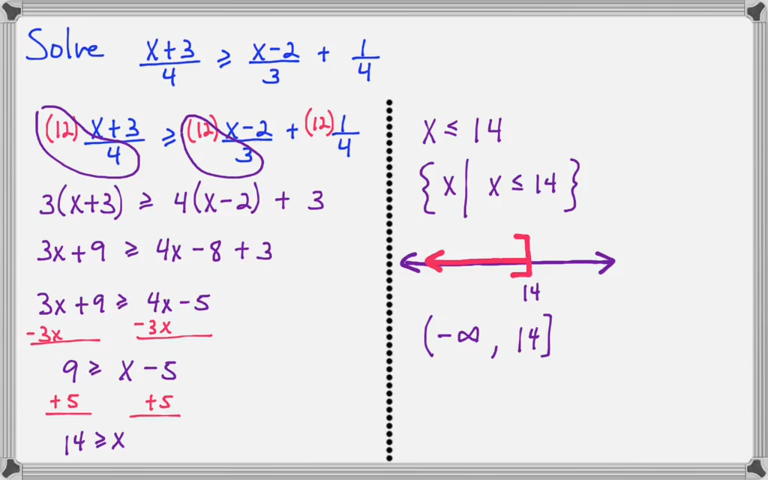 Solve (x+3)/4 ≥ (x-2)/3 + 1/4
(12) (x+3)/4 ≥ (12) (x-2)/3 + (12) 1/4
3(x+3) ≥ 4(x-2) + 3
3x+9 ≥ 4x-8+3
3x+9 ≥ 4x-5
-3x -3x
9 ≥ x-5
+5 +5
14 ≥ x
x ≤ 14
{x| x ≤ 14}
14
(-∞, 14]